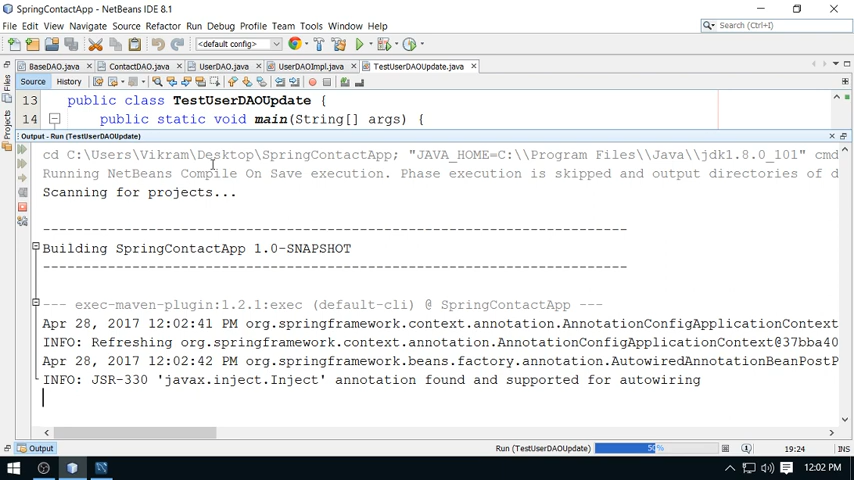 SpringContactApp - NetBeans IDE 8.1
File Edit View Navigate Source Refactor Run Debug Profile Team Tools Window Help
Search (Ctrl+I)
<default config>
BaseDAO.java ContactDAO.java UserDAO.java UserDAOImpl.java TestUserDAOUpdate.java
Source History
Files
Projects
13 public class TestUserDAOUpdate {
14 public static void main(String[] args) {
Output - Run (TestUserDAOUpdate)
cd C:\Users\Vikram\Desktop\SpringContactApp; "JAVA_HOME=C:\\Program Files\\Java\\jdk1.8.0_101" cmd
Running NetBeans Compile On Save execution. Phase execution is skipped and output directories of d
Scanning for projects...
------------------------------------------------------------------------
Building SpringContactApp 1.0-SNAPSHOT
------------------------------------------------------------------------
--- exec-maven-plugin:1.2.1:exec (default-cli) @ SpringContactApp ---
Apr 28, 2017 12:02:41 PM org.springframework.context.annotation.AnnotationConfigApplicationContext
INFO: Refreshing org.springframework.context.annotation.AnnotationConfigApplicationContext@37bba40
Apr 28, 2017 12:02:42 PM org.springframework.beans.factory.annotation.AutowiredAnnotationBeanPostP
INFO: JSR-330 'javax.inject.Inject' annotation found and supported for autowiring
Output Run (TestUserDAOUpdate) 50% 19:24 INS
12:02 PM